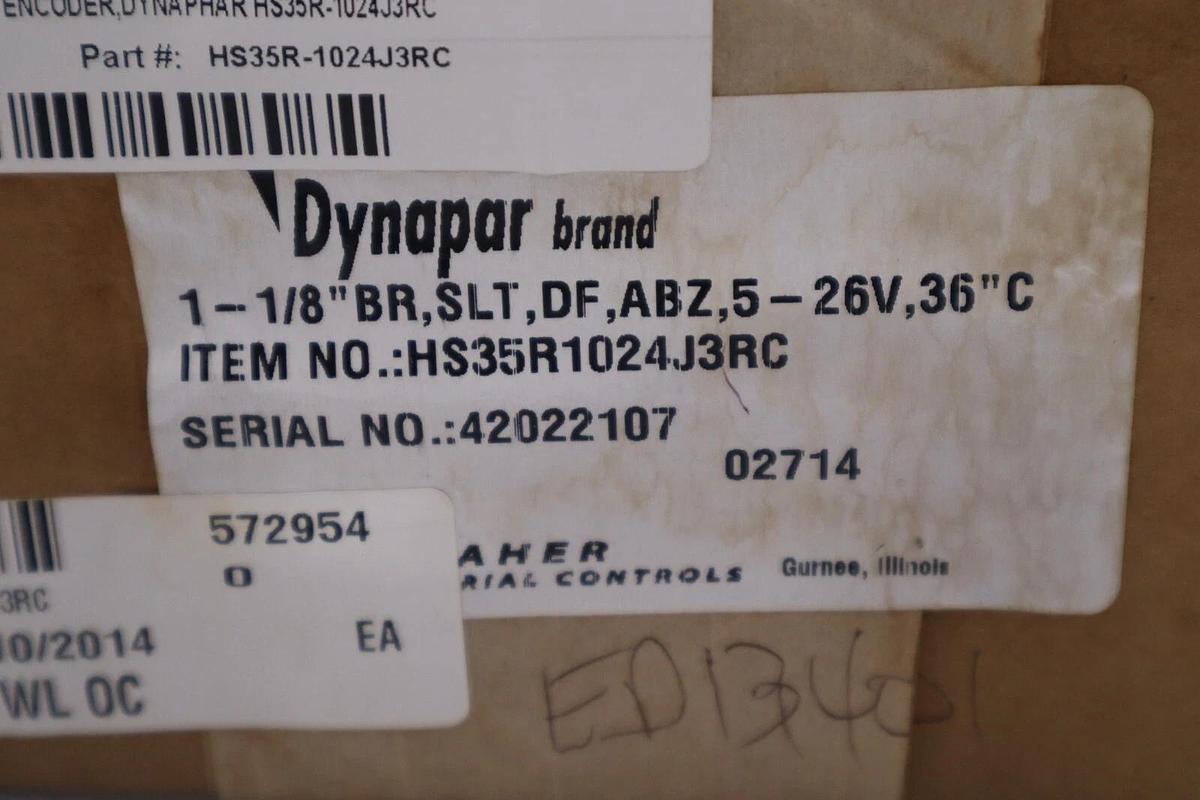 ENCODER,DYNAPHAR HS35R-1024J3RC
Part #: HS35R-1024J3RC
Dynapar brand
1-1/8"BR,SLT,DF,ABZ,5-26V,36"C
ITEM NO.:HS35R1024J3RC
SERIAL NO.:42022107
02714
AHER
RIAL CONTROLS
Gurnee, Illinois
572954
0
3RC
10/2014
EA
WL OC
ED13401